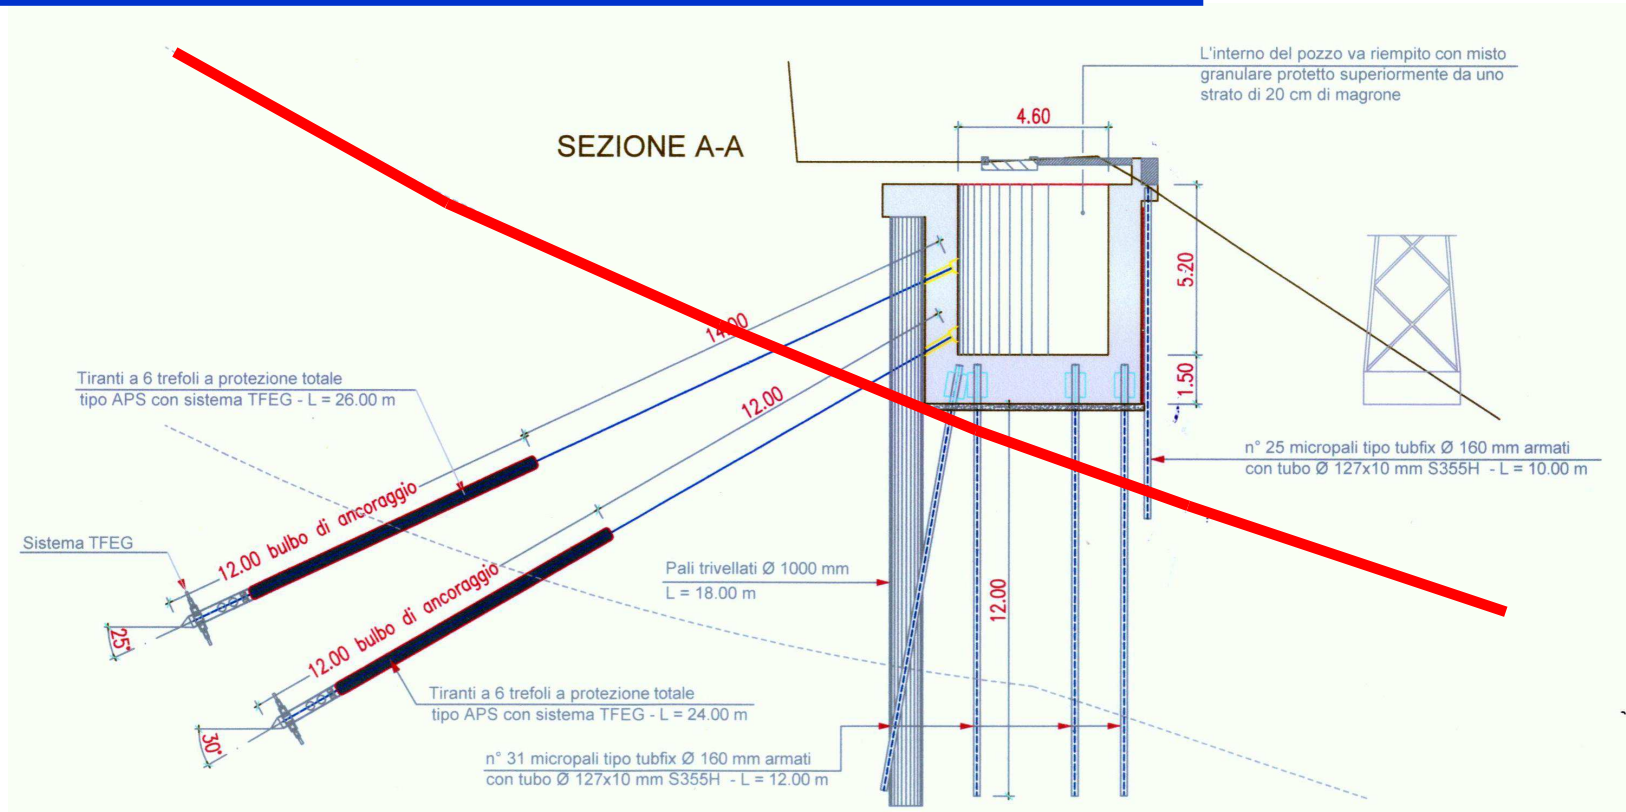 L'interno del pozzo va riempito con misto
granulare protetto superiormente da uno
strato di 20 cm di magrone
4.60
SEZIONE A-A
5.20
14.00
1.50
Tiranti a 6 trefoli a protezione totale
tipo APS con sistema TFEG - L = 26.00 m
12.00
n° 25 micropali tipo tubfix Ø 160 mm armati
con tubo Ø 127x10 mm S355H - L = 10.00 m
12.00 bulbo di ancoraggio
Sistema TFEG
Pali trivellati Ø 1000 mm
L = 18.00 m
12.00
25°
12.00 bulbo di ancoraggio
Tiranti a 6 trefoli a protezione totale
tipo APS con sistema TFEG - L = 24.00 m
30°
n° 31 micropali tipo tubfix Ø 160 mm armati
con tubo Ø 127x10 mm S355H - L = 12.00 m